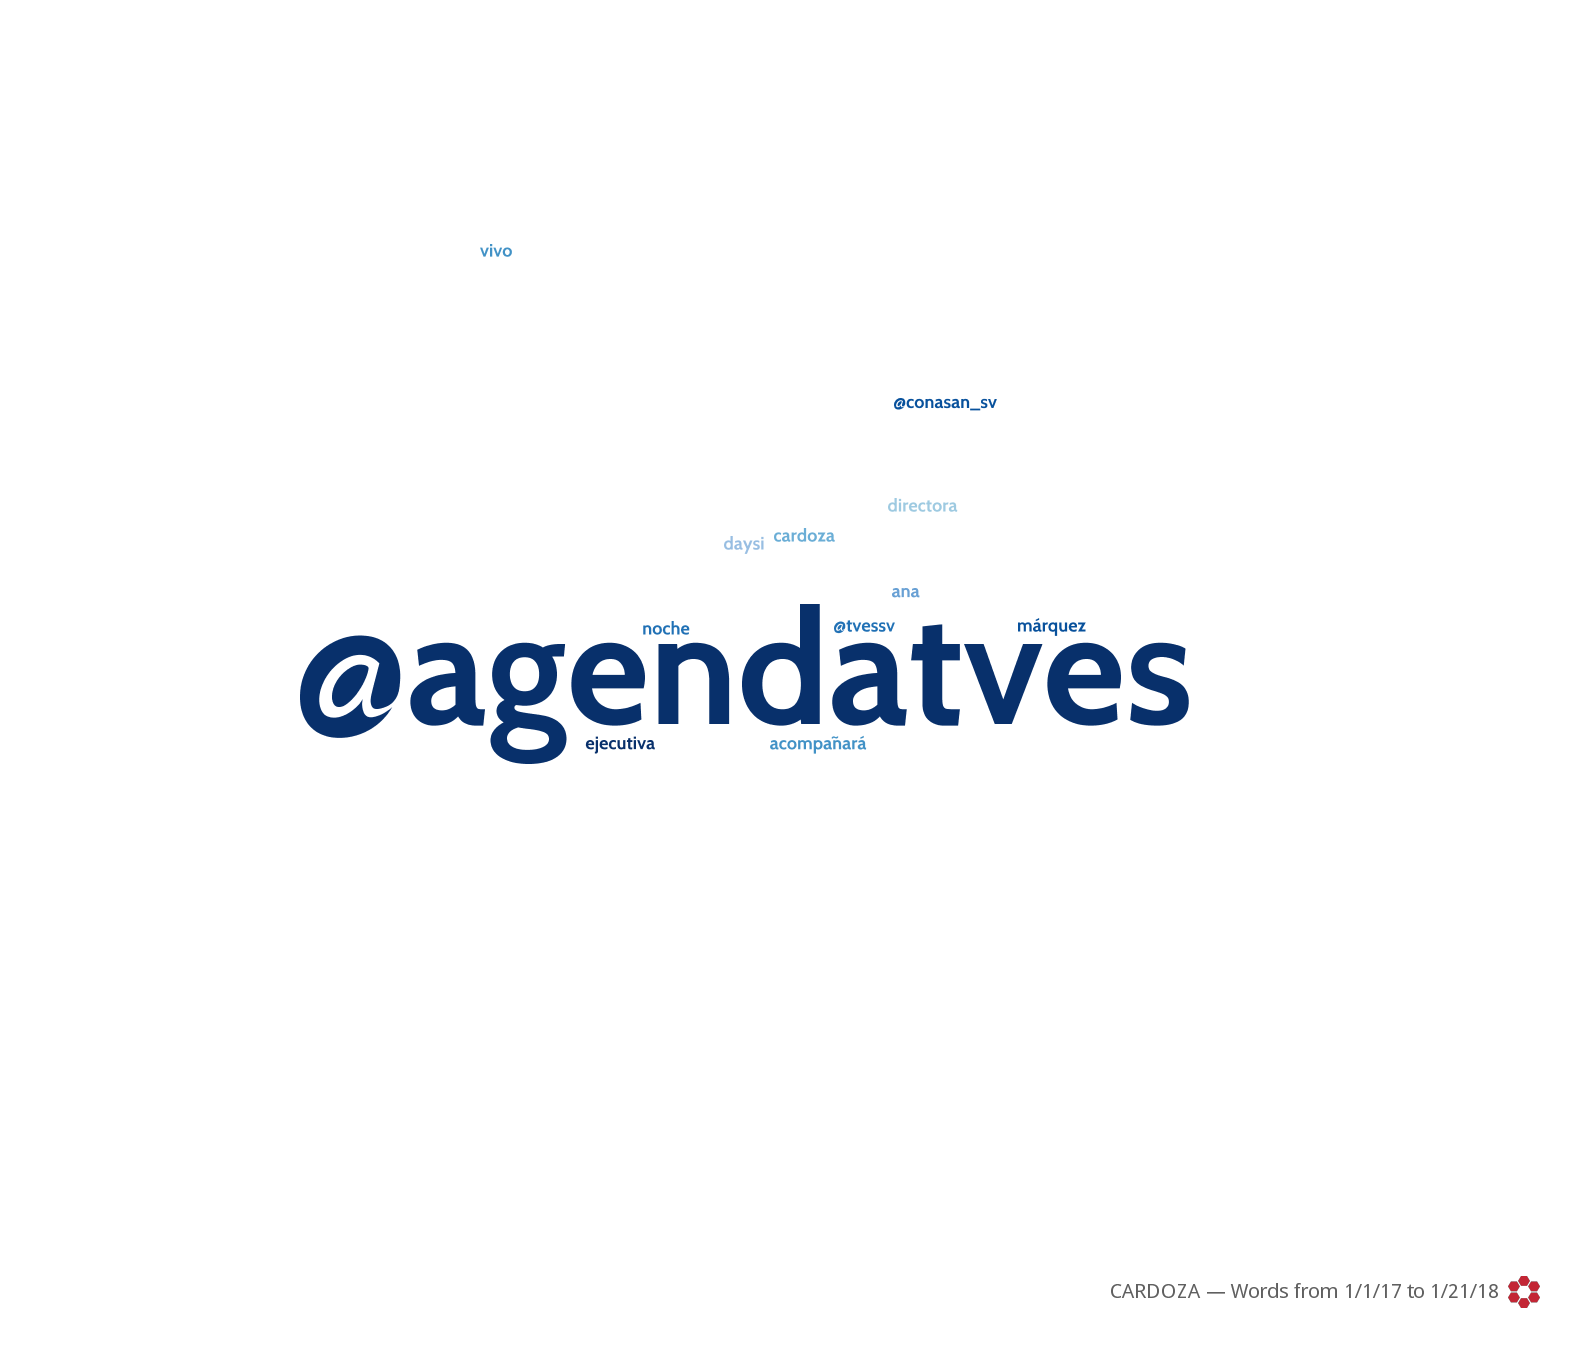 vivo
@conasan_sv
directora
daysi cardoza
ana
noche @tvessv márquez
@agendatves
ejecutiva acompañará
CARDOZA — Words from 1/1/17 to 1/21/18